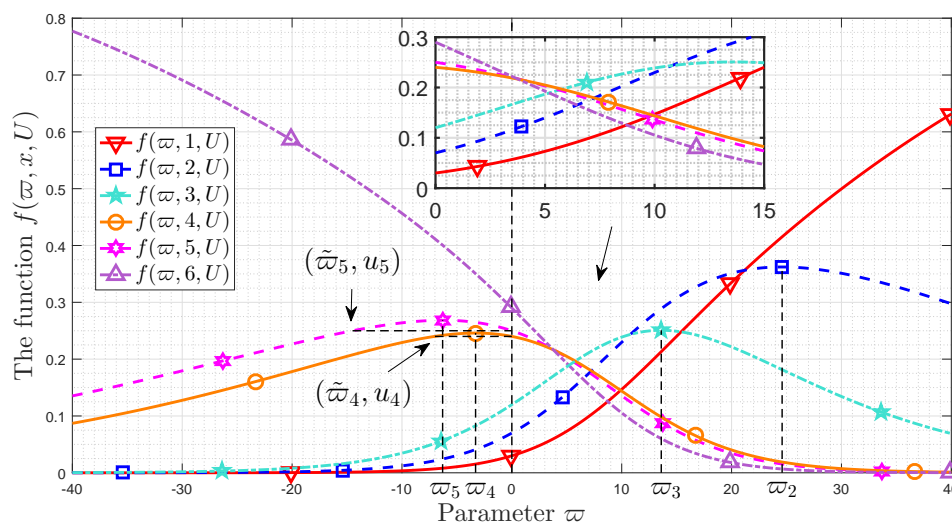 The function f(ϖ, x, U)
0.8
0.7
0.6
0.5
0.4
0.3
0.2
0.1
0
f(ϖ, 1, U)
f(ϖ, 2, U)
f(ϖ, 3, U)
f(ϖ, 4, U)
f(ϖ, 5, U)
f(ϖ, 6, U)
0.3
0.2
0.1
0
0 5 10 15
(ϖ̃₅, u₅)
(ϖ̃₄, u₄)
-40 -30 -20 -10 ϖ₅ ϖ₄ 0 10 ϖ₃ 20 ϖ₂ 30 40
Parameter ϖ